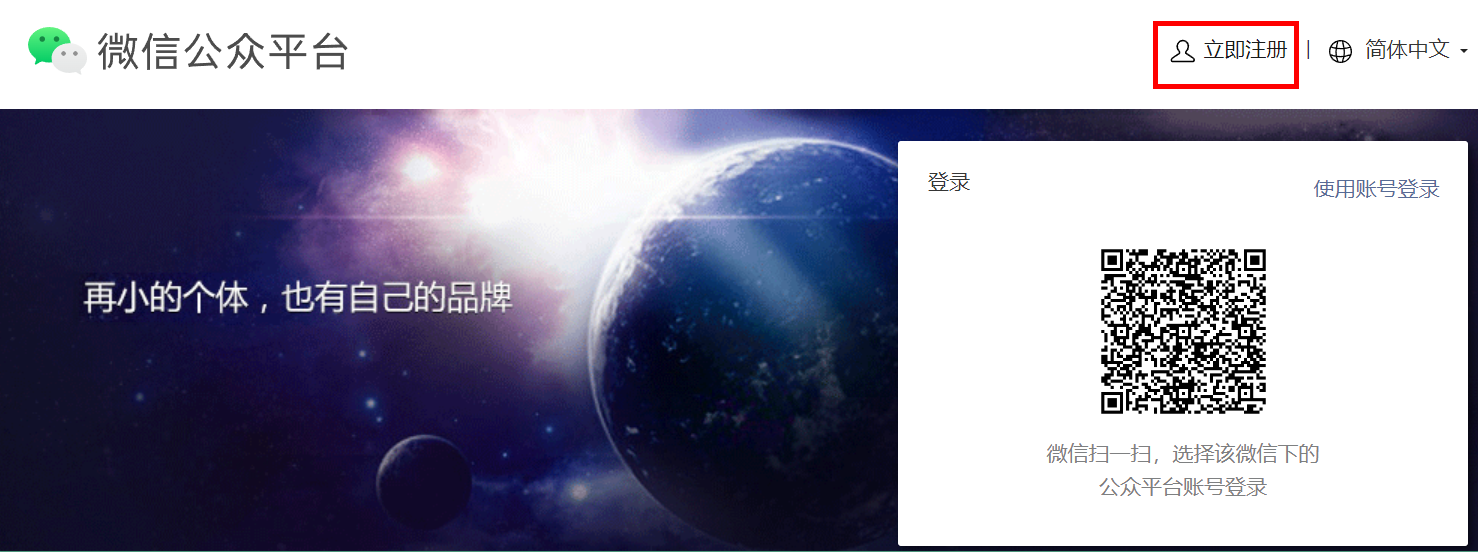 微信公众平台
立即注册 | 简体中文
登录
使用账号登录
再小的个体，也有自己的品牌
微信扫一扫，选择该微信下的
公众平台账号登录